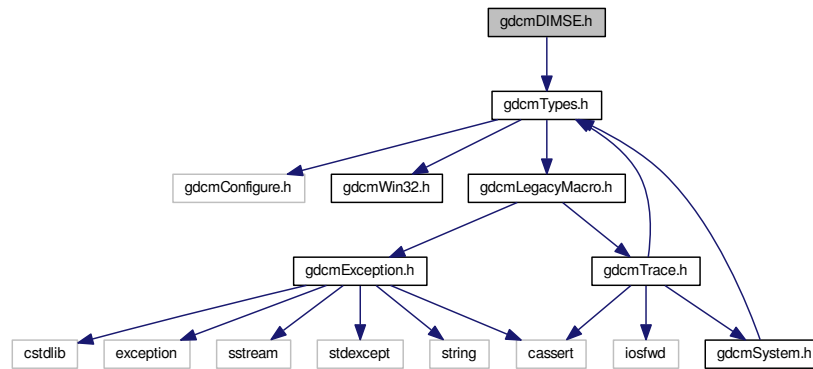 gdcmDIMSE.h
gdcmTypes.h
gdcmConfigure.h
gdcmWin32.h
gdcmLegacyMacro.h
gdcmException.h
gdcmTrace.h
cstdlib
exception
sstream
stdexcept
string
cassert
iosfwd
gdcmSystem.h